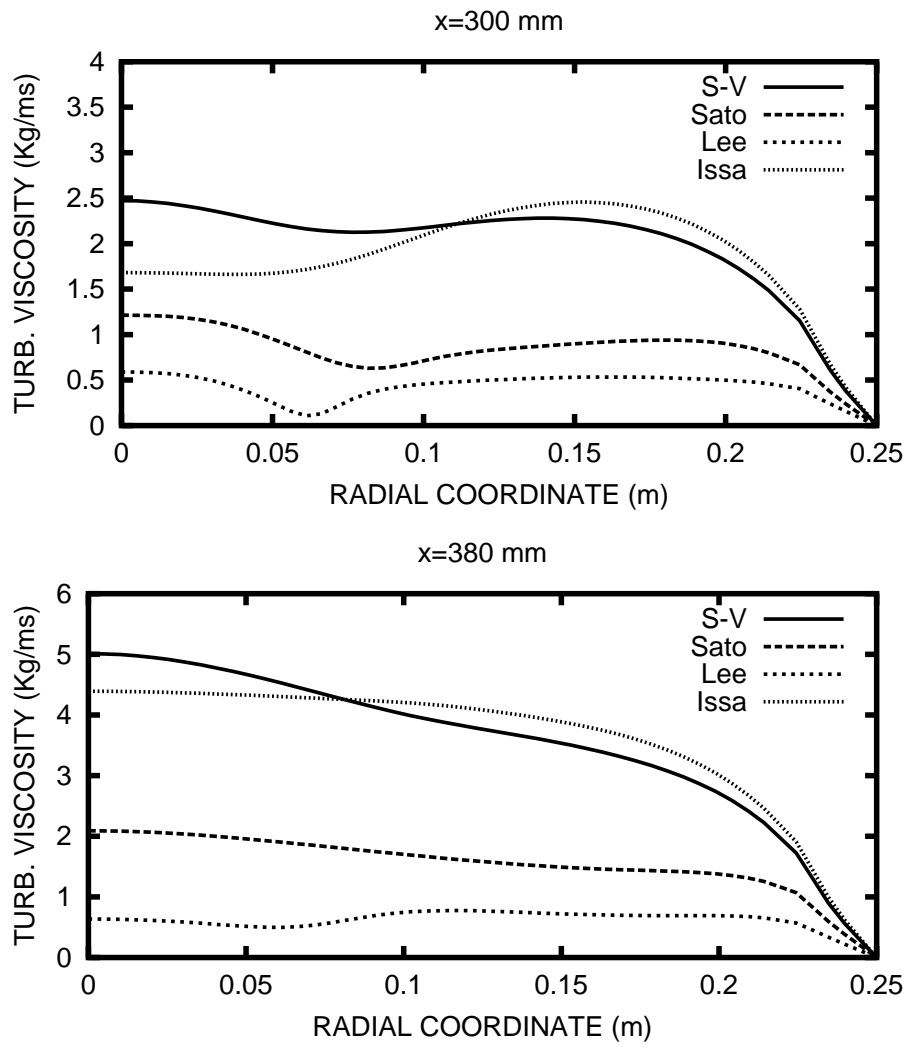 x=300 mm
TURB. VISCOSITY (Kg/ms)
4
3.5
3
2.5
2
1.5
1
0.5
0
S-V
Sato
Lee
Issa
0 0.05 0.1 0.15 0.2 0.25
RADIAL COORDINATE (m)
x=380 mm
TURB. VISCOSITY (Kg/ms)
6
5
4
3
2
1
0
S-V
Sato
Lee
Issa
0 0.05 0.1 0.15 0.2 0.25
RADIAL COORDINATE (m)